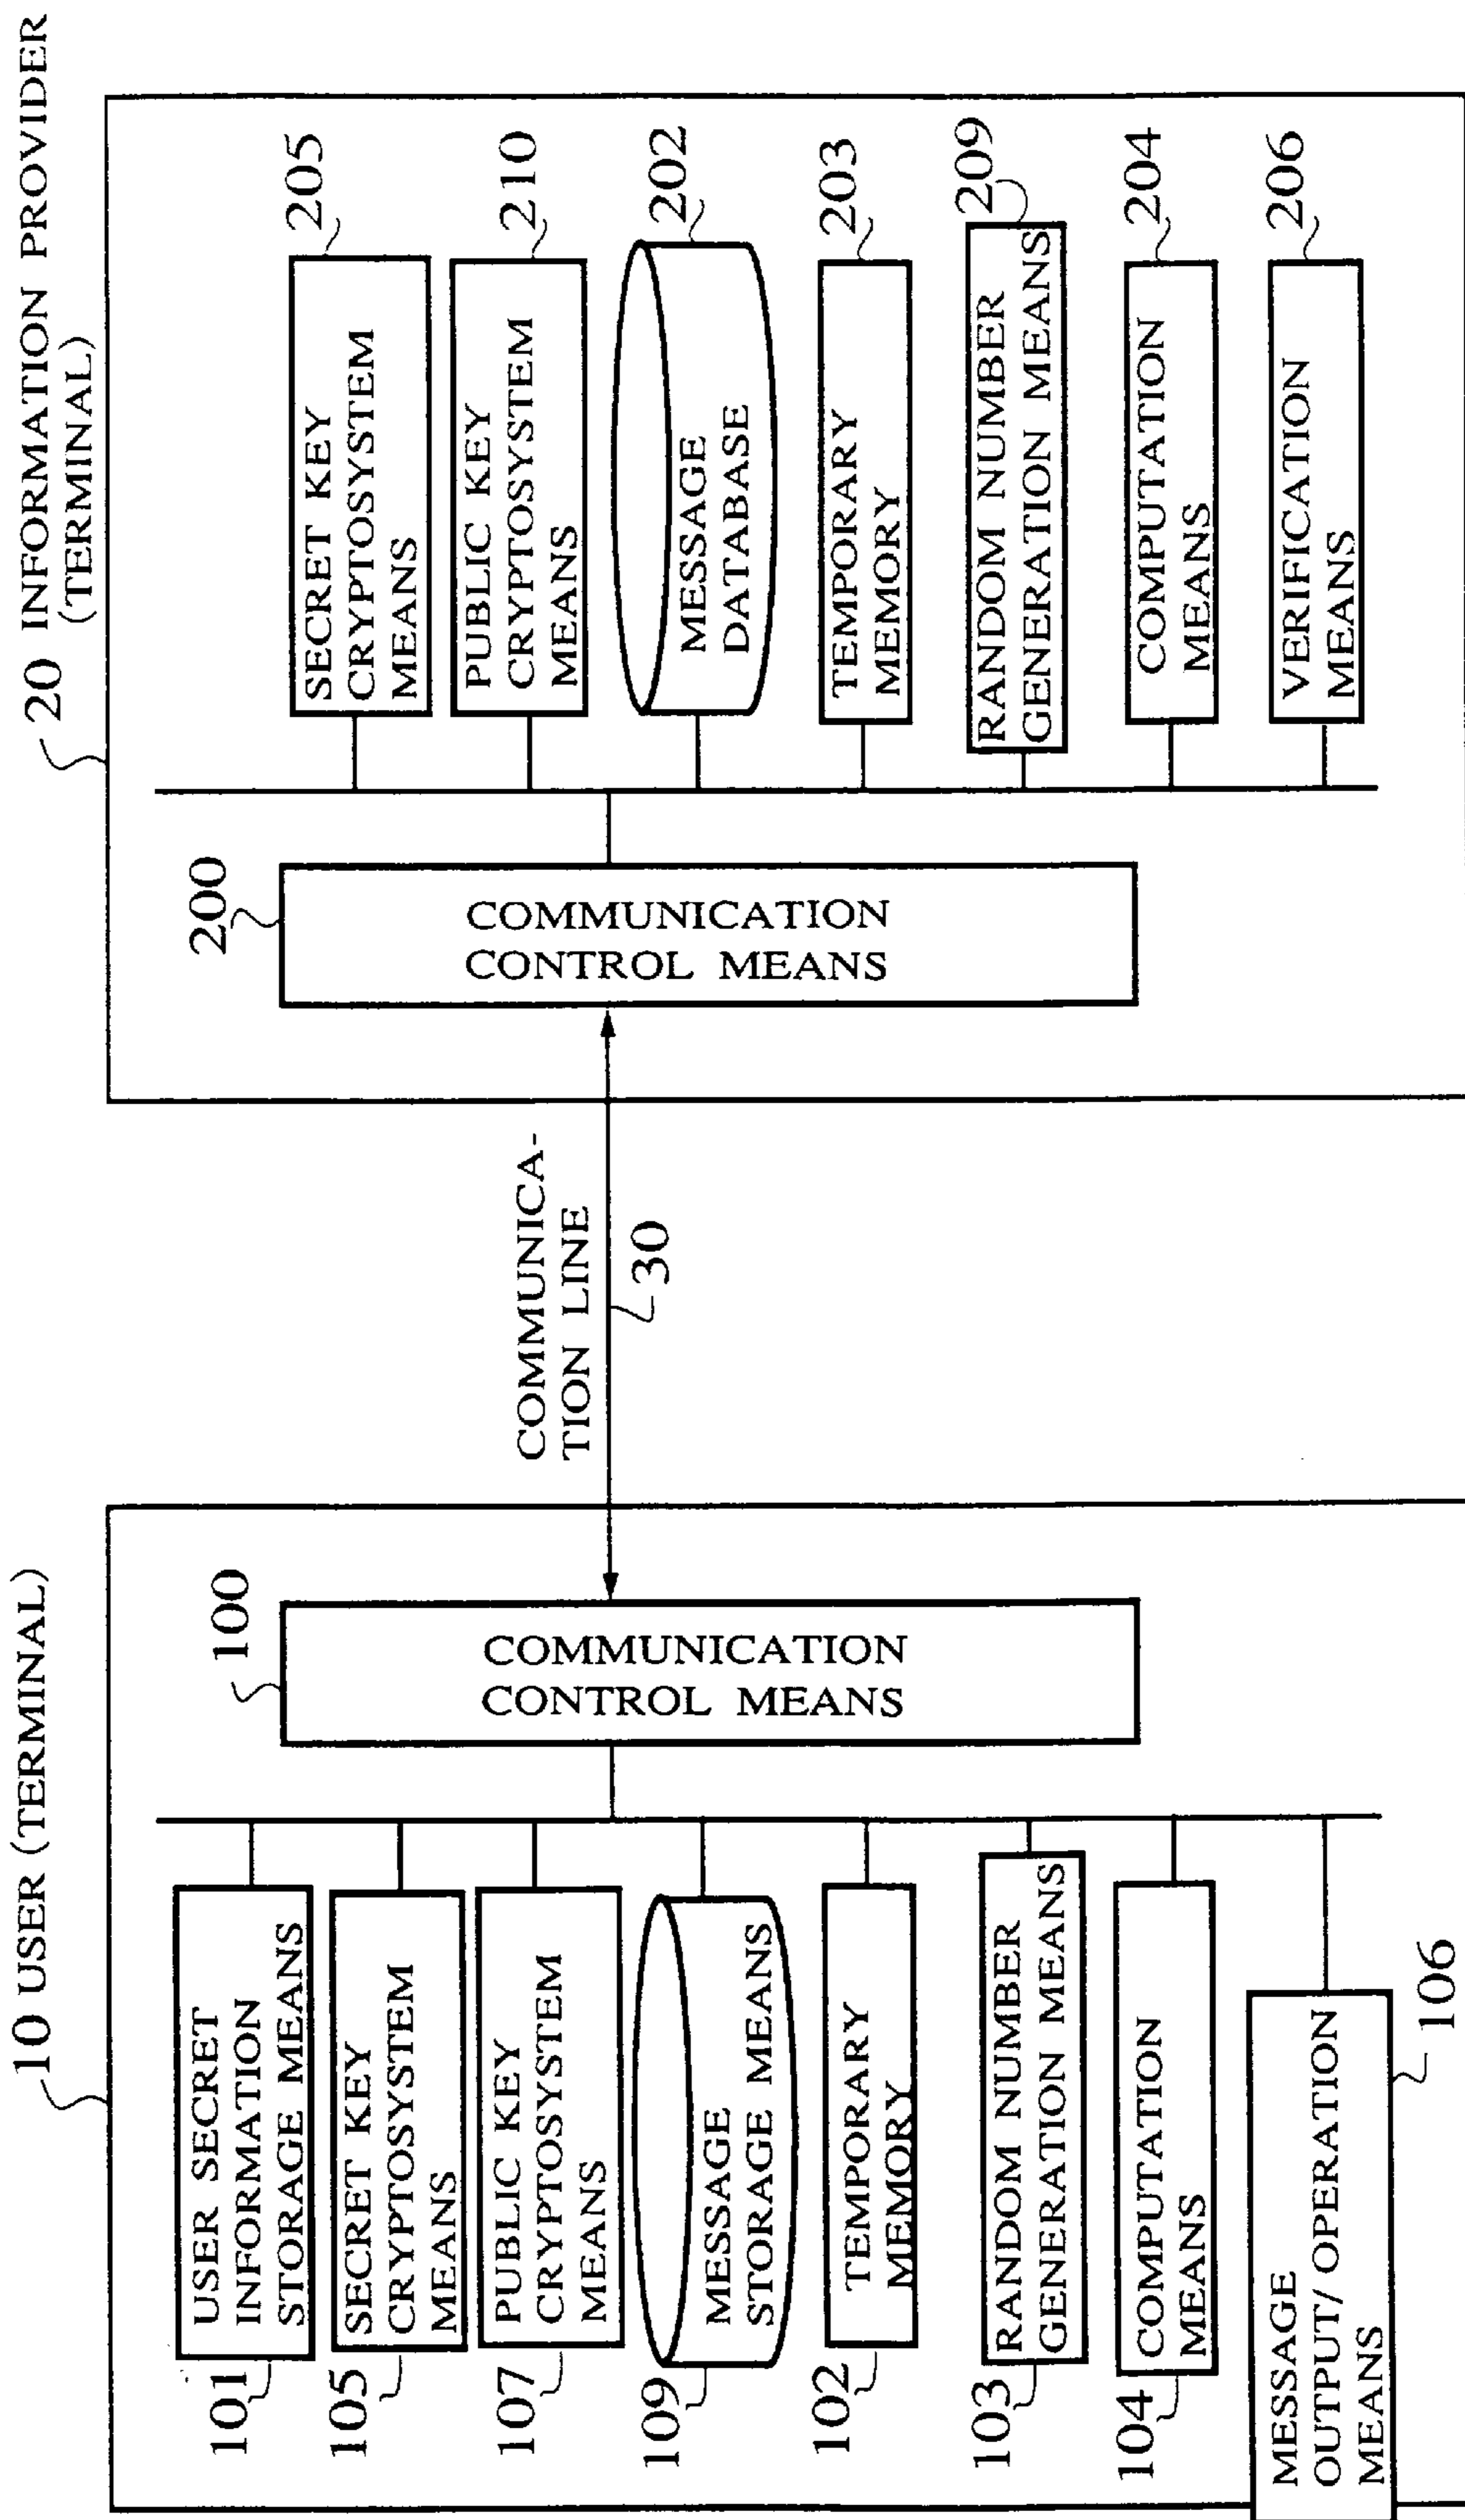 10 USER (TERMINAL)
101
USER SECRET
INFORMATION
STORAGE MEANS
105
SECRET KEY
CRYPTOSYSTEM
MEANS
107
PUBLIC KEY
CRYPTOSYSTEM
MEANS
109
MESSAGE
STORAGE MEANS
102
TEMPORARY
MEMORY
103
RANDOM NUMBER
GENERATION MEANS
104
COMPUTATION
MEANS
MESSAGE
OUTPUT/ OPERATION
MEANS
106
100
COMMUNICATION
CONTROL MEANS
COMMUNICA-
TION LINE
30
20 INFORMATION PROVIDER
(TERMINAL)
200
COMMUNICATION
CONTROL MEANS
SECRET KEY
CRYPTOSYSTEM
MEANS
205
PUBLIC KEY
CRYPTOSYSTEM
MEANS
210
MESSAGE
DATABASE
202
TEMPORARY
MEMORY
203
RANDOM NUMBER
GENERATION MEANS
209
COMPUTATION
MEANS
204
VERIFICATION
MEANS
206